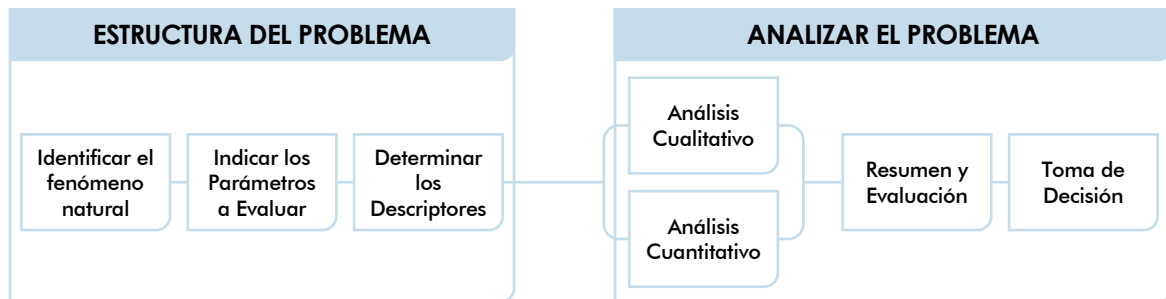 ESTRUCTURA DEL PROBLEMA
Identificar el
fenómeno
natural
Indicar los
Parámetros
a Evaluar
Determinar
los
Descriptores
ANALIZAR EL PROBLEMA
Análisis
Cualitativo
Análisis
Cuantitativo
Resumen y
Evaluación
Toma de
Decisión